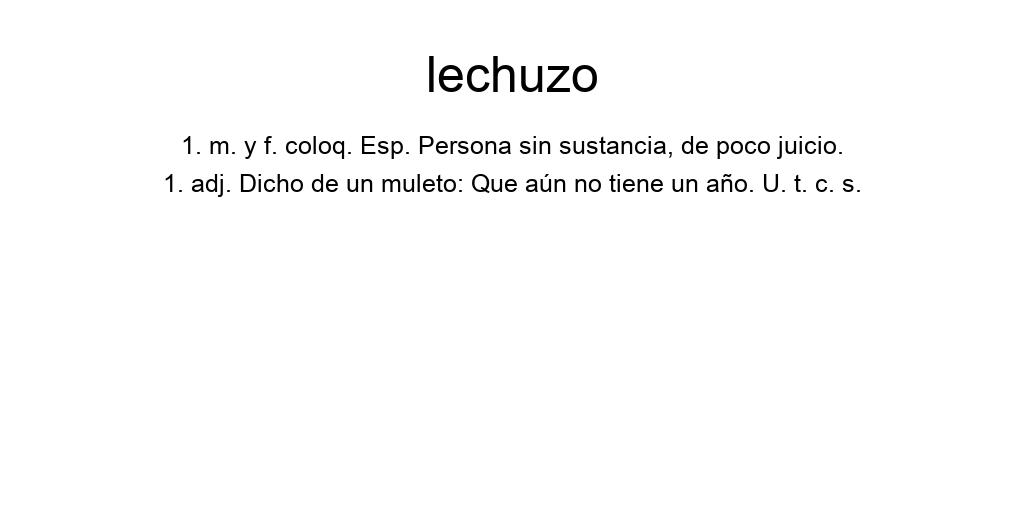 lechuzo
1. m. y f. coloq. Esp. Persona sin sustancia, de poco juicio.
1. adj. Dicho de un muleto: Que aún no tiene un año. U. t. c. s.